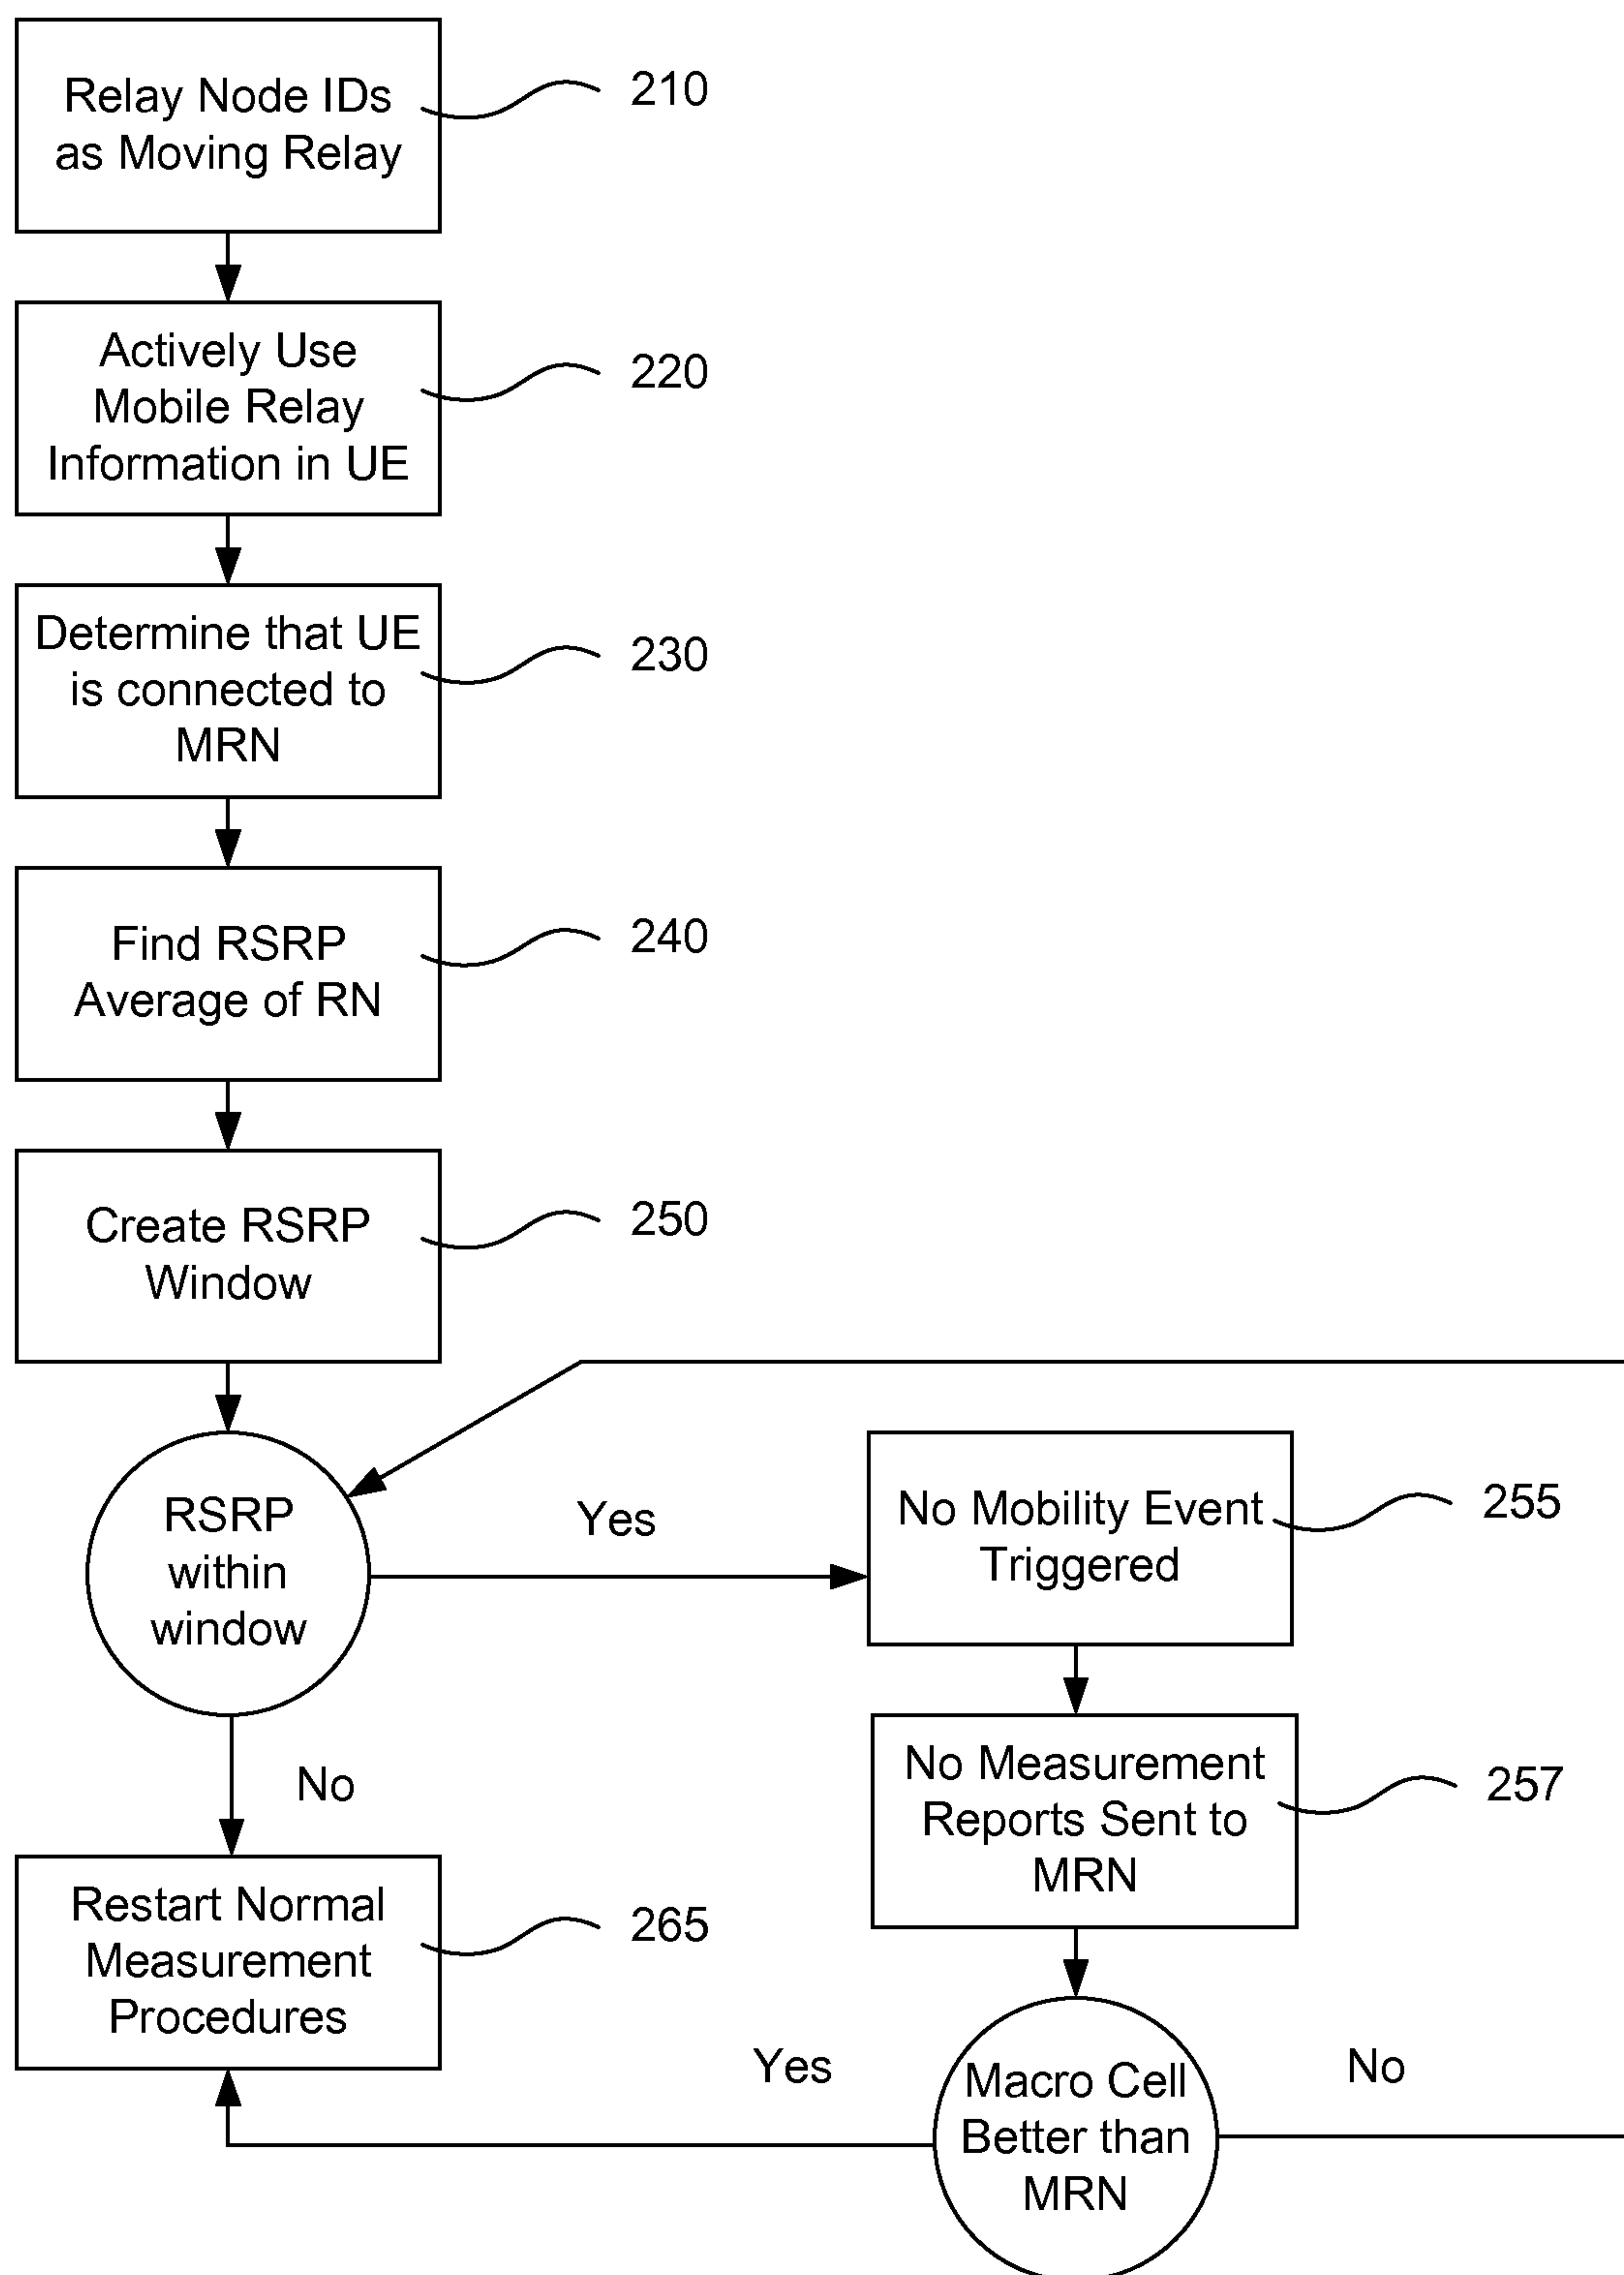 Relay Node IDs
as Moving Relay
210
Actively Use
Mobile Relay
Information in UE
220
Determine that UE
is connected to
MRN
230
Find RSRP
Average of RN
240
Create RSRP
Window
250
RSRP
within
window
Yes
No Mobility Event
Triggered
255
No
No Measurement
Reports Sent to
MRN
257
Restart Normal
Measurement
Procedures
265
Yes
Macro Cell
Better than
MRN
No